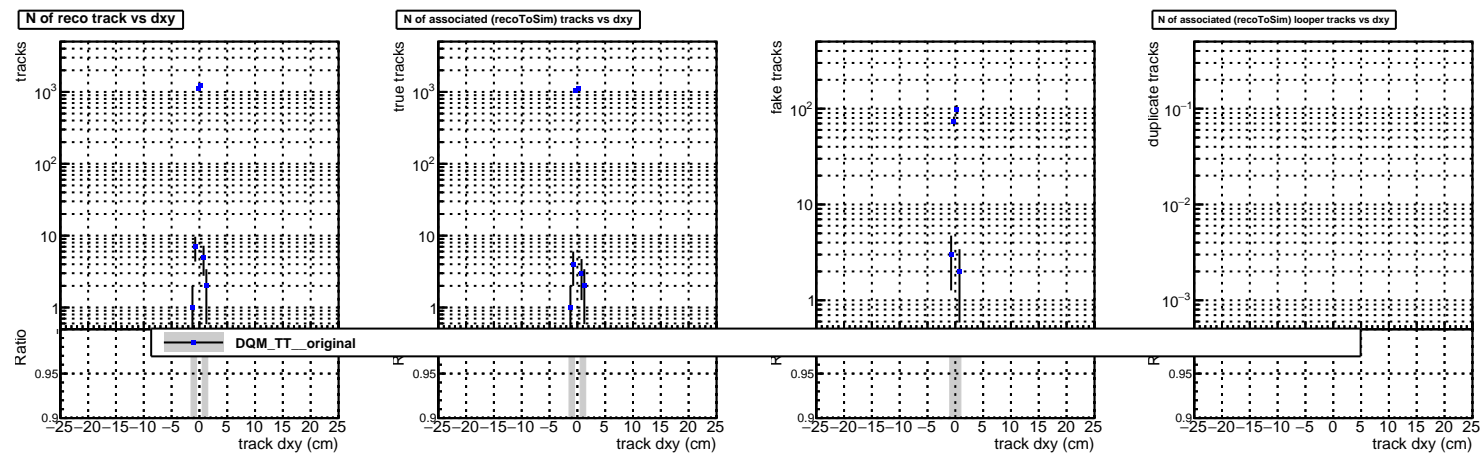 N of reco track vs dxy
tracks
10³
10²
10
1
Ratio
0.95
0.9
−25 −20 −15 −10 −5 0 5 10 15 20 25
track dxy (cm)
N of associated (recoToSim) tracks vs dxy
true tracks
10³
10²
10
1
0.95
0.9
−25 −20 −15 −10 −5 0 5 10 15 20 25
track dxy (cm)
fake tracks
10²
10
1
0.95
0.9
−25 −20 −15 −10 −5 0 5 10 15 20 25
track dxy (cm)
N of associated (recoToSim) looper tracks vs dxy
duplicate tracks
10⁻¹
10⁻²
10⁻³
0.95
0.9
−25 −20 −15 −10 −5 0 5 10 15 20 25
track dxy (cm)
DQM_TT__original